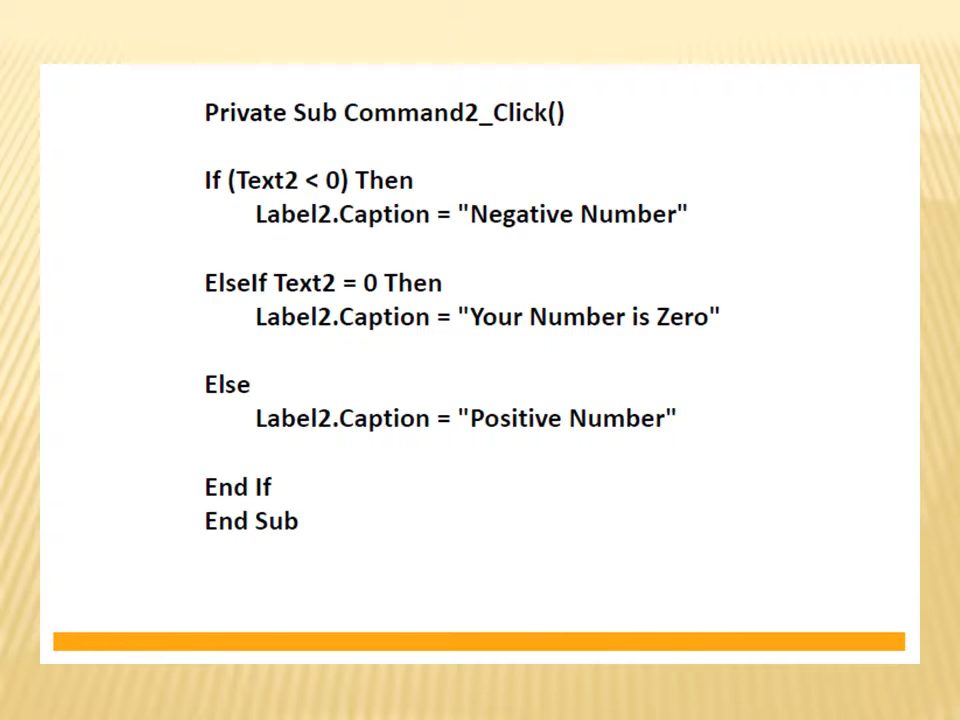 Private Sub Command2_Click()
If (Text2 < 0) Then
Label2.Caption = "Negative Number"
ElseIf Text2 = 0 Then
Label2.Caption = "Your Number is Zero"
Else
Label2.Caption = "Positive Number"
End If
End Sub